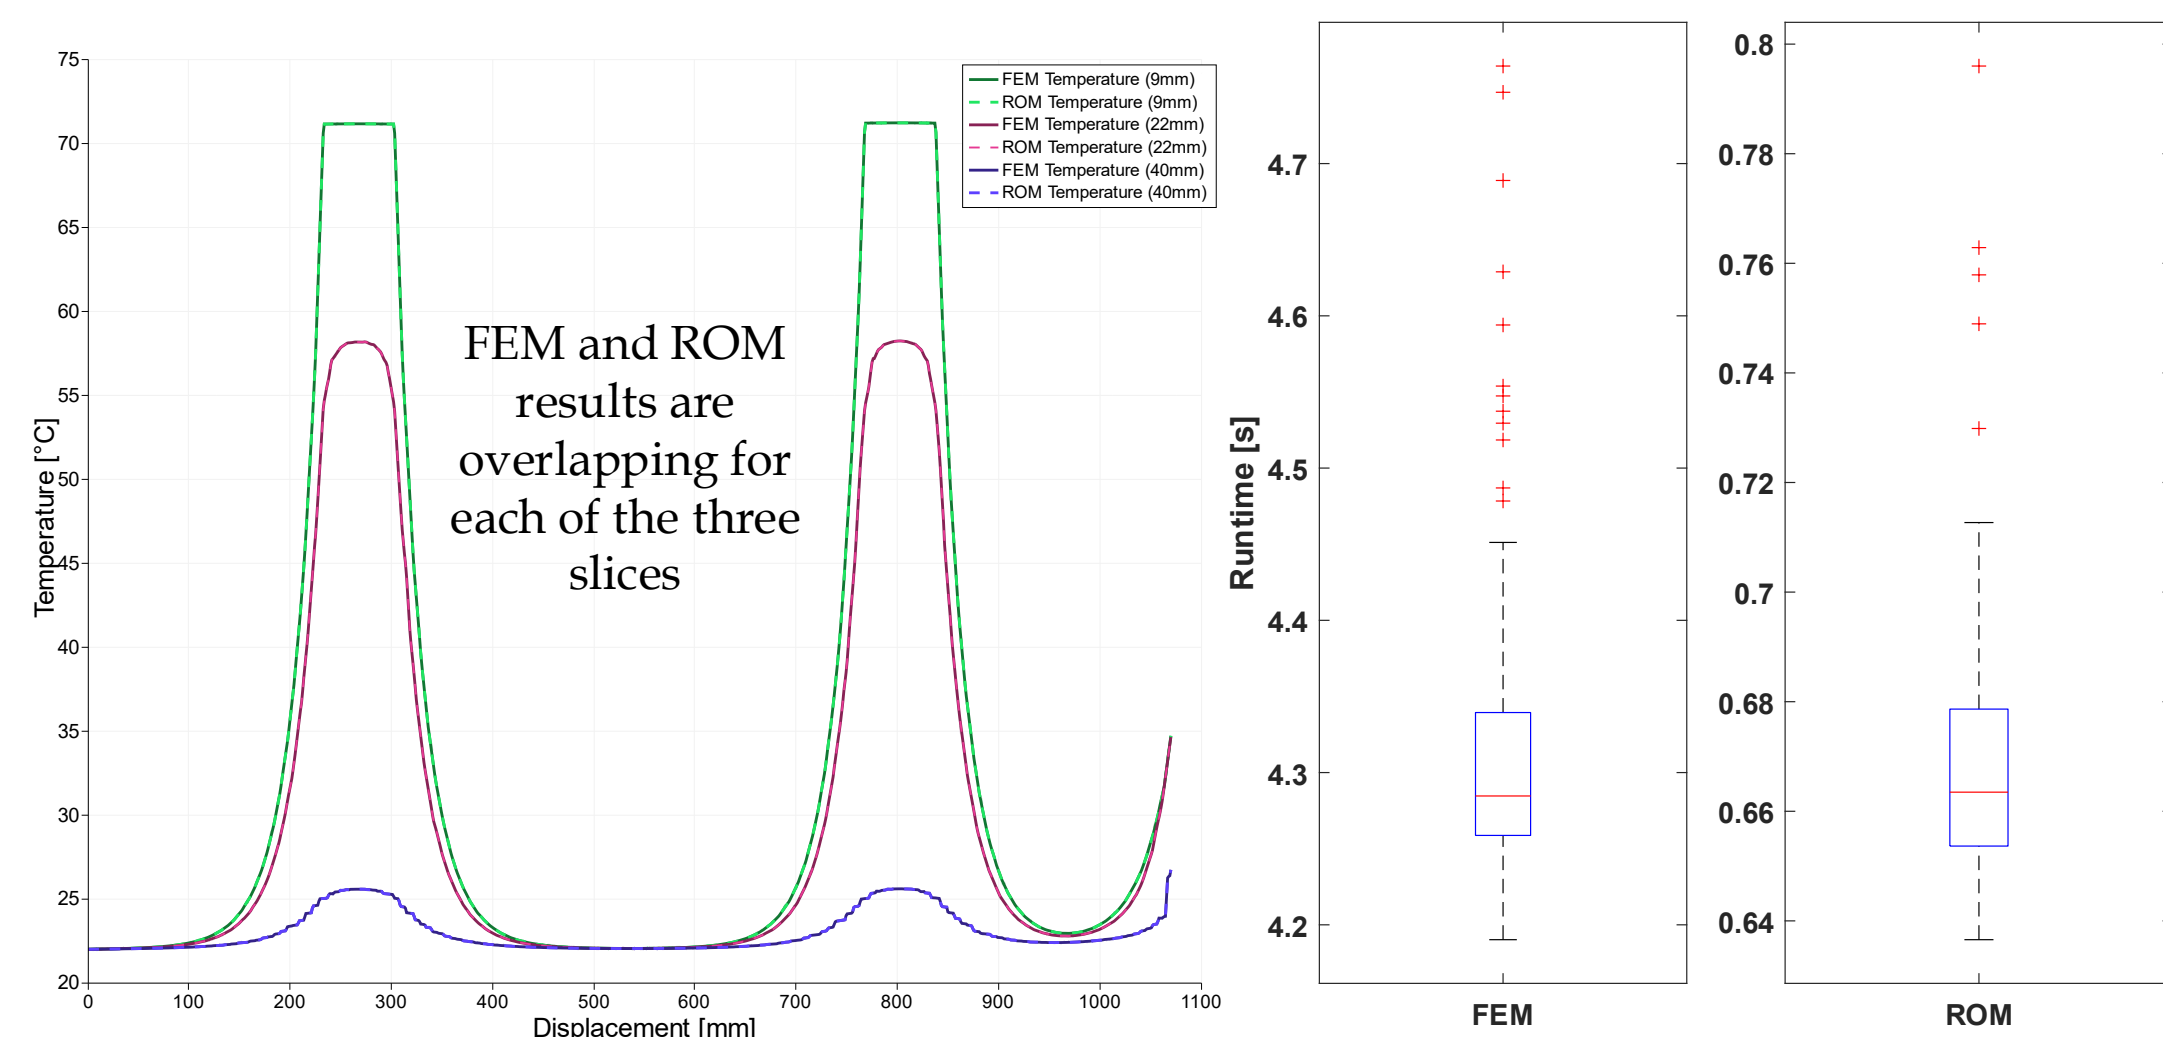 75
70
65
60
55
50
45
40
35
30
25
20
Temperature [°C]
0 100 200 300 400 500 600 700 800 900 1000 1100
Displacement [mm]
FEM Temperature (9mm)
ROM Temperature (9mm)
FEM Temperature (22mm)
ROM Temperature (22mm)
FEM Temperature (40mm)
ROM Temperature (40mm)
FEM and ROM
results are
overlapping for
each of the three
slices
Runtime [s]
4.7
4.6
4.5
4.4
4.3
4.2
FEM
0.8
0.78
0.76
0.74
0.72
0.7
0.68
0.66
0.64
ROM